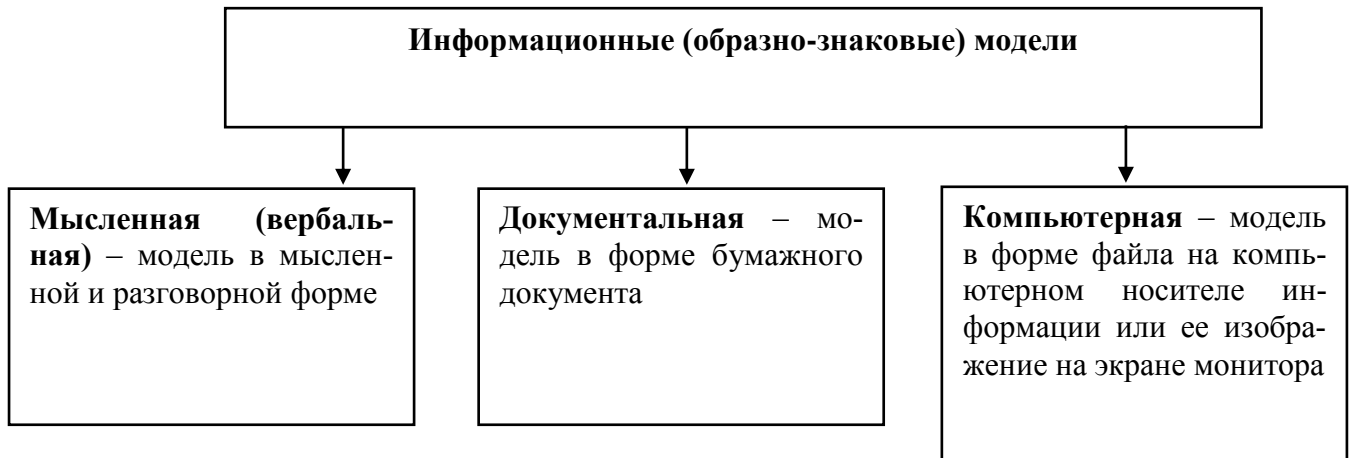 Информационные (образно-знаковые) модели
Мысленная (вербаль-
ная) – модель в мыслен-
ной и разговорной форме
Документальная – мо-
дель в форме бумажного
документа
Компьютерная – модель
в форме файла на компь-
ютерном носителе ин-
формации или ее изобра-
жение на экране монитора